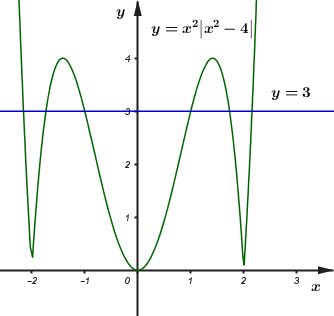 y
y = x²|x² − 4|
4
y = 3
3
2
1
−2 −1 0 1 2 3
x